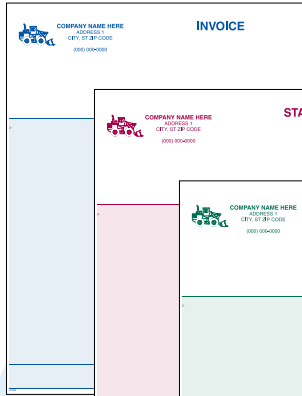 COMPANY NAME HERE
ADDRESS 1
CITY, ST ZIP CODE
(000) 000-0000
INVOICE
COMPANY NAME HERE
ADDRESS 1
CITY, ST ZIP CODE
(000) 000-0000
STA
COMPANY NAME HERE
ADDRESS 1
CITY, ST ZIP CODE
(000) 000-0000